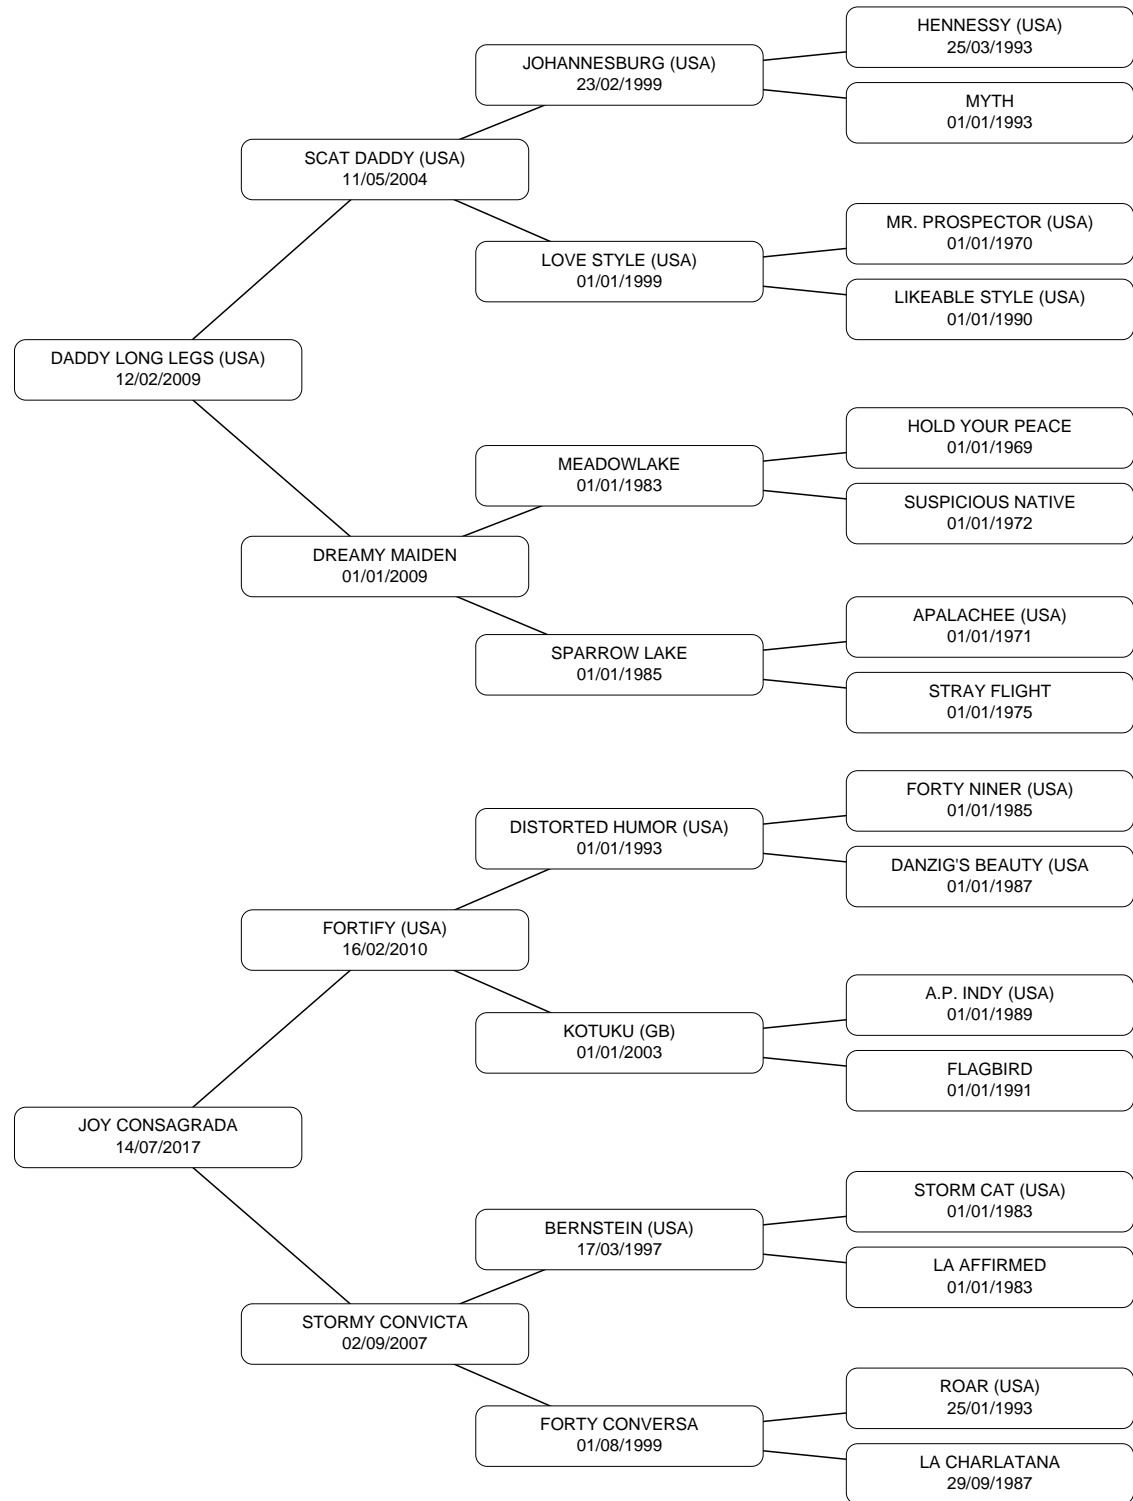 HENNESSY (USA)
25/03/1993
JOHANNESBURG (USA)
23/02/1999
MYTH
01/01/1993
SCAT DADDY (USA)
11/05/2004
MR. PROSPECTOR (USA)
01/01/1970
LOVE STYLE (USA)
01/01/1999
LIKEABLE STYLE (USA)
01/01/1990
DADDY LONG LEGS (USA)
12/02/2009
HOLD YOUR PEACE
01/01/1969
MEADOWLAKE
01/01/1983
SUSPICIOUS NATIVE
01/01/1972
DREAMY MAIDEN
01/01/2009
APALACHEE (USA)
01/01/1971
SPARROW LAKE
01/01/1985
STRAY FLIGHT
01/01/1975
FORTY NINER (USA)
01/01/1985
DISTORTED HUMOR (USA)
01/01/1993
DANZIG'S BEAUTY (USA
01/01/1987
FORTIFY (USA)
16/02/2010
A.P. INDY (USA)
01/01/1989
KOTUKU (GB)
01/01/2003
FLAGBIRD
01/01/1991
JOY CONSAGRADA
14/07/2017
STORM CAT (USA)
01/01/1983
BERNSTEIN (USA)
17/03/1997
LA AFFIRMED
01/01/1983
STORMY CONVICTA
02/09/2007
ROAR (USA)
25/01/1993
FORTY CONVERSA
01/08/1999
LA CHARLATANA
29/09/1987